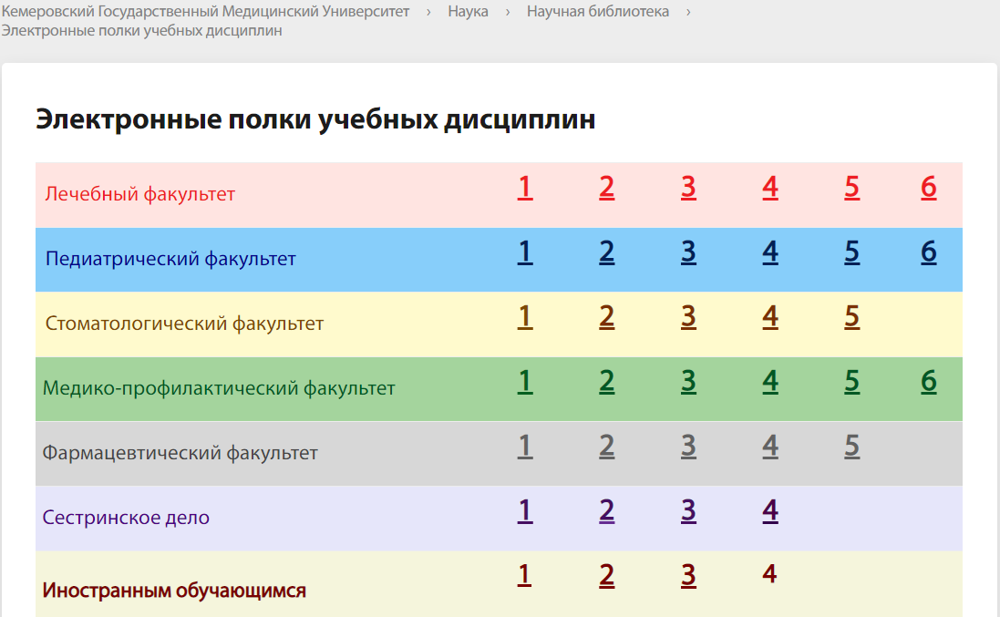 Кемеровский Государственный Медицинский Университет › Наука › Научная библиотека ›
Электронные полки учебных дисциплин
Электронные полки учебных дисциплин
Лечебный факультет 1 2 3 4 5 6
Педиатрический факультет 1 2 3 4 5 6
Стоматологический факультет 1 2 3 4 5
Медико-профилактический факультет 1 2 3 4 5 6
Фармацевтический факультет 1 2 3 4 5
Сестринское дело 1 2 3 4
Иностранным обучающимся 1 2 3 4